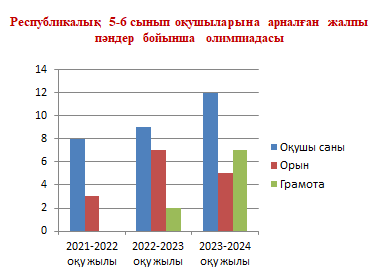 Республикалық 5-6 сынып оқушыларына арналған жалпы
пәндер бойынша олимпиадасы
14
12
10
8
6
4
2
0
2021-2022
оқу жылы
2022-2023
оқу жылы
2023-2024
оқу жылы
Оқушы саны
Орын
Грамота